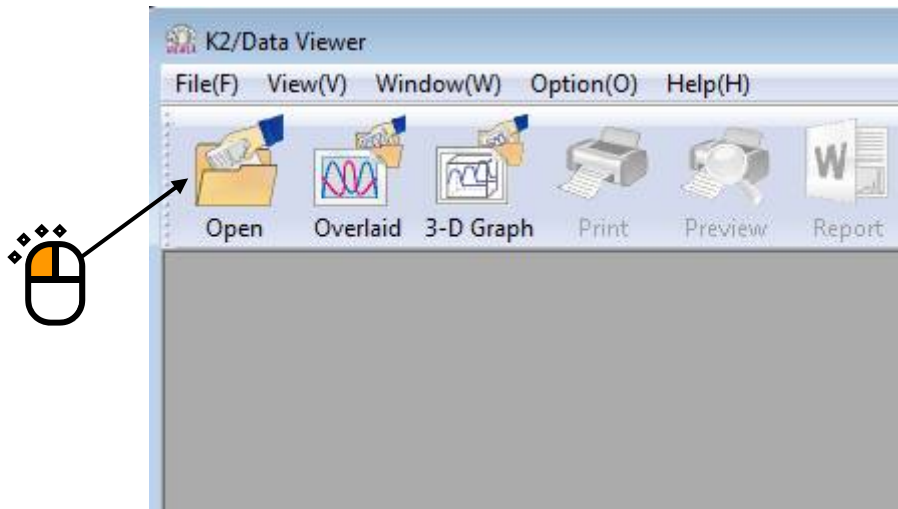 K2/Data Viewer
File(F) View(V) Window(W) Option(O) Help(H)
W
Open Overlaid 3-D Graph Print Preview Report